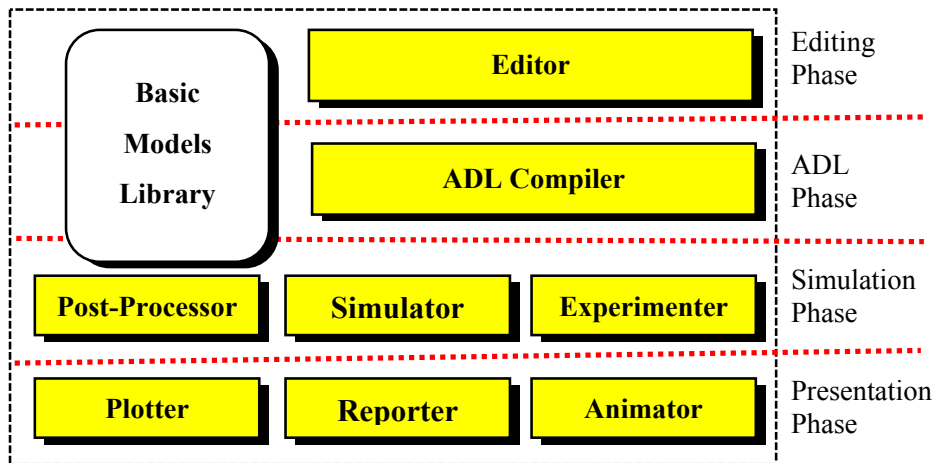 Basic
Models
Library
Editor
Editing
Phase
ADL Compiler
ADL
Phase
Post-Processor
Simulator
Experimenter
Simulation
Phase
Plotter
Reporter
Animator
Presentation
Phase